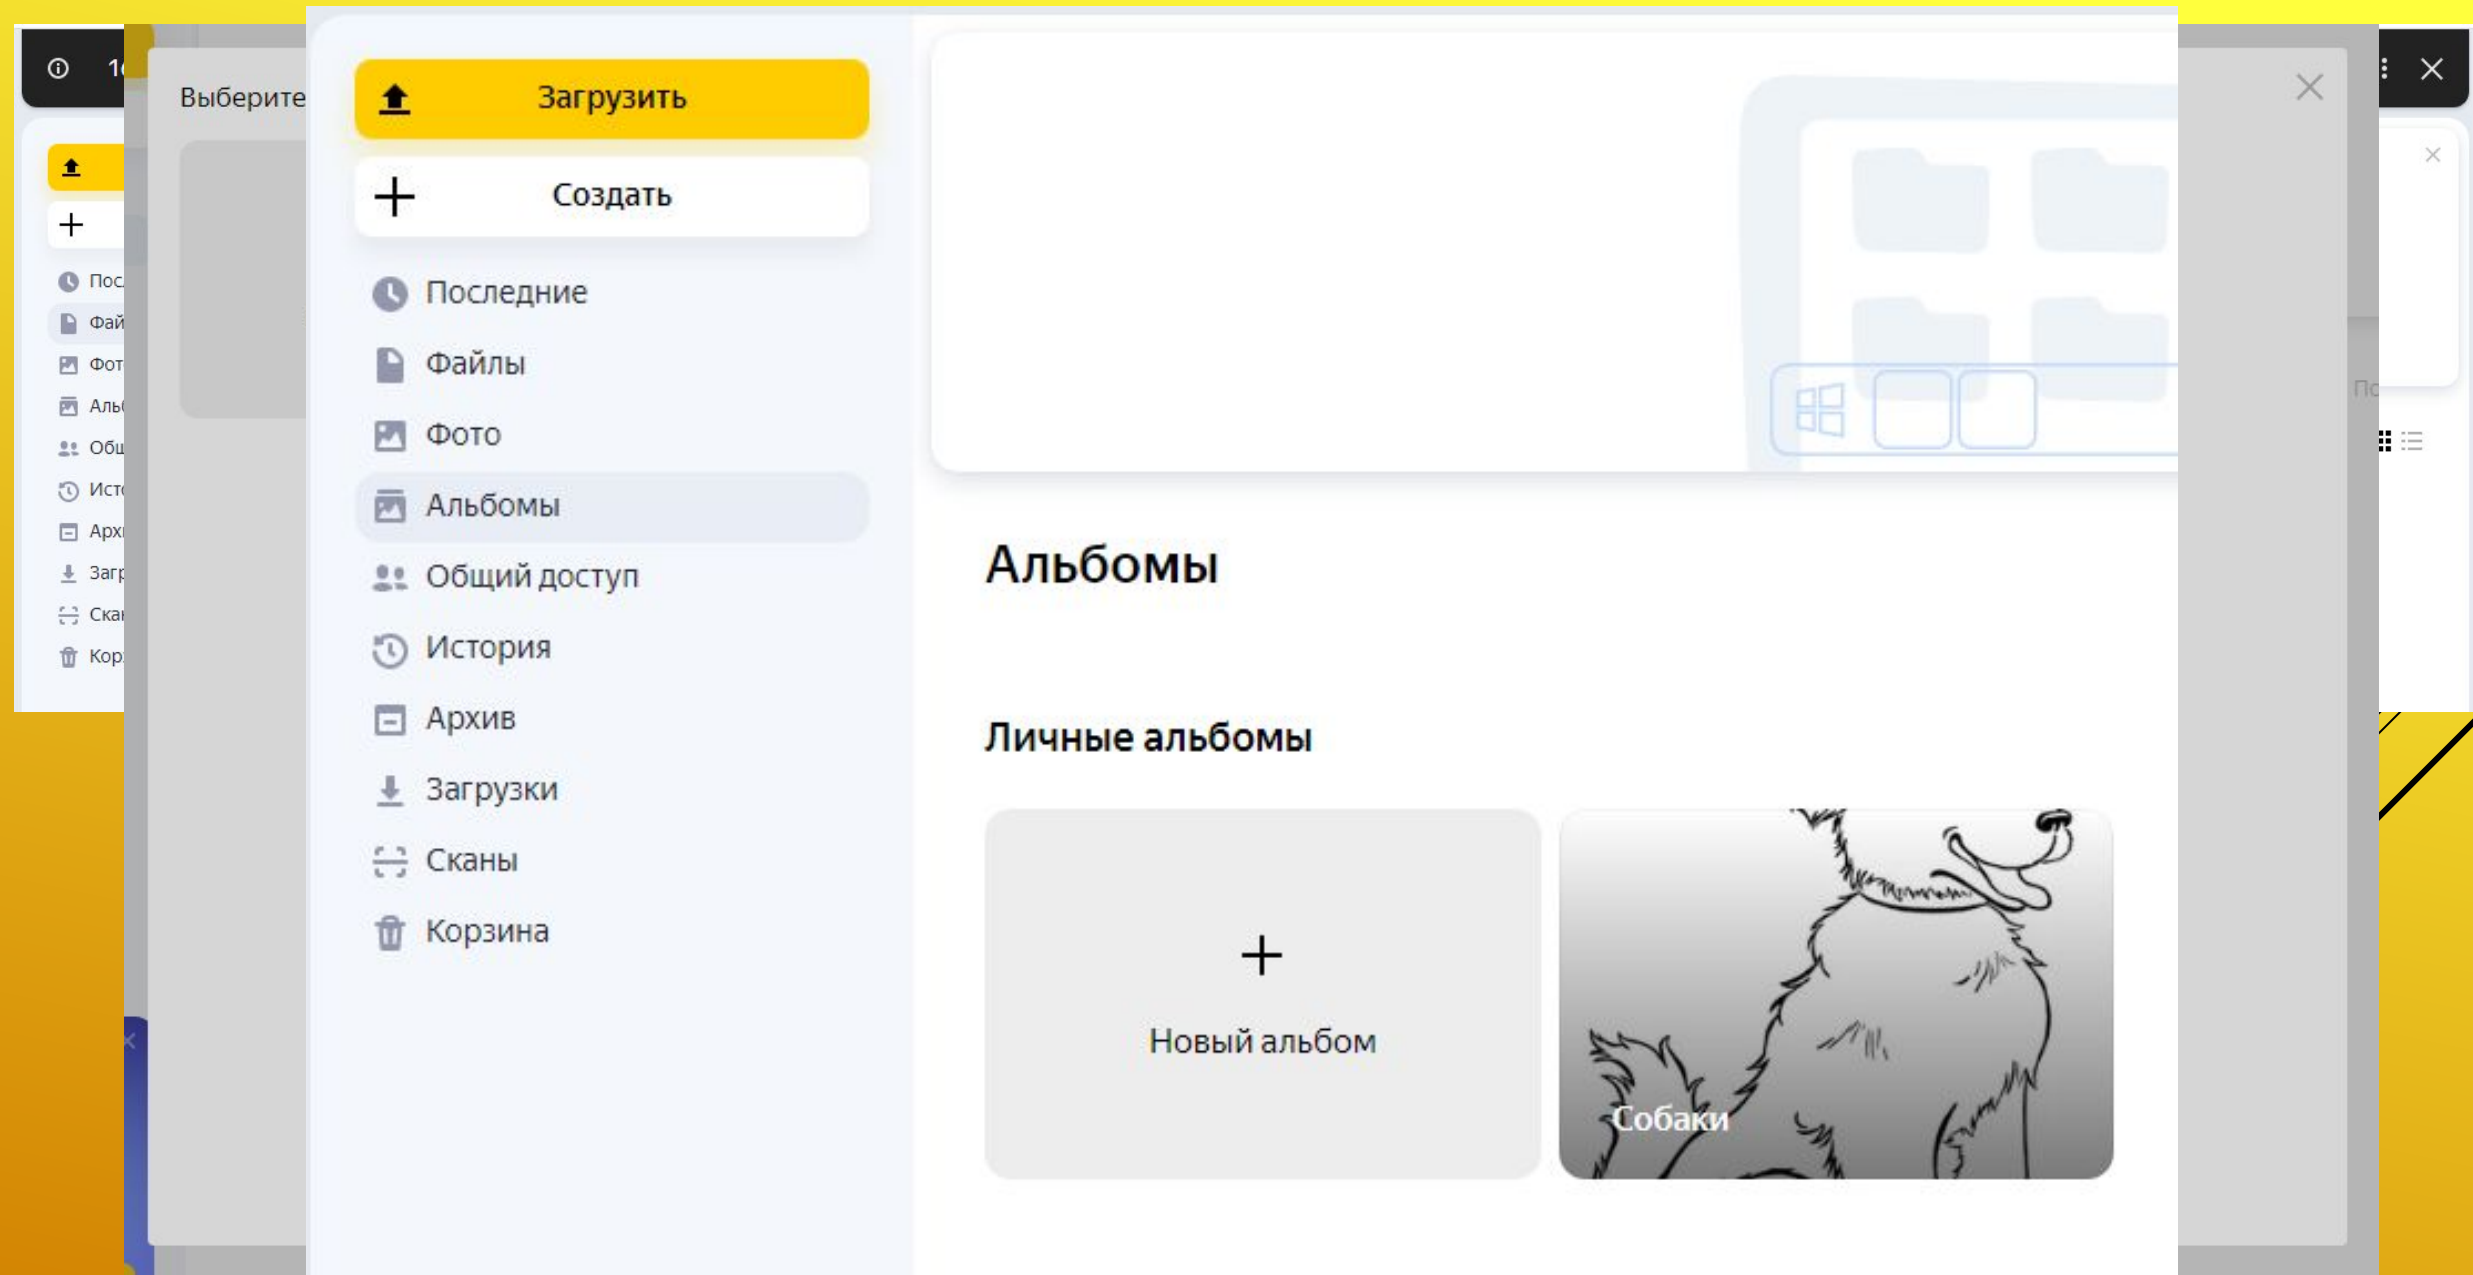 Выберите
Загрузить
Создать
Последние
Файлы
Фото
Альбомы
Общий доступ
История
Архив
Загрузки
Сканы
Корзина
Альбомы
Личные альбомы
Новый альбом
Собаки